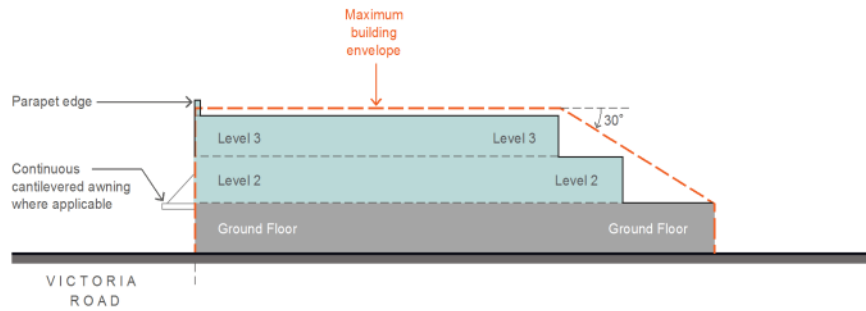 Maximum
building
envelope
Parapet edge
30°
Level 3
Level 3
Continuous
cantilevered awning
where applicable
Level 2
Level 2
Ground Floor
Ground Floor
VICTORIA
ROAD